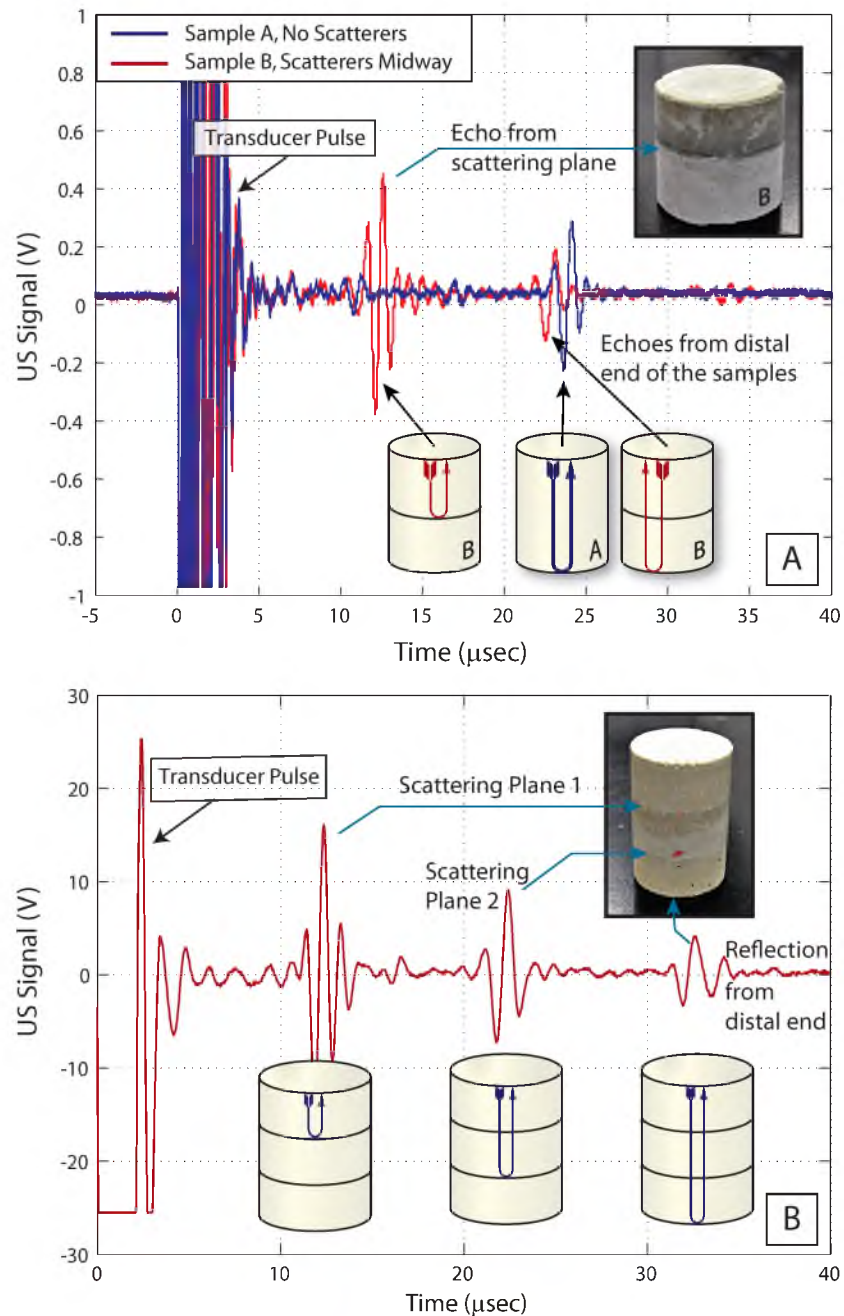 Sample A, No Scatterers
Sample B, Scatterers Midway
Transducer Pulse
Echo from
scattering plane
B
1
0.8
0.6
0.4
0.2
0
-0.2
-0.4
-0.6
-0.8
-1
US Signal (V)
Echoes from distal
end of the samples
B
A
B
A
-5
0
5
10
15
20
25
30
35
40
Time (μsec)
30
20
10
0
-10
-20
-30
US Signal (V)
Transducer Pulse
Scattering Plane 1
Scattering
Plane 2
Reflection
from
distal end
B
0
10
20
30
40
Time (μsec)